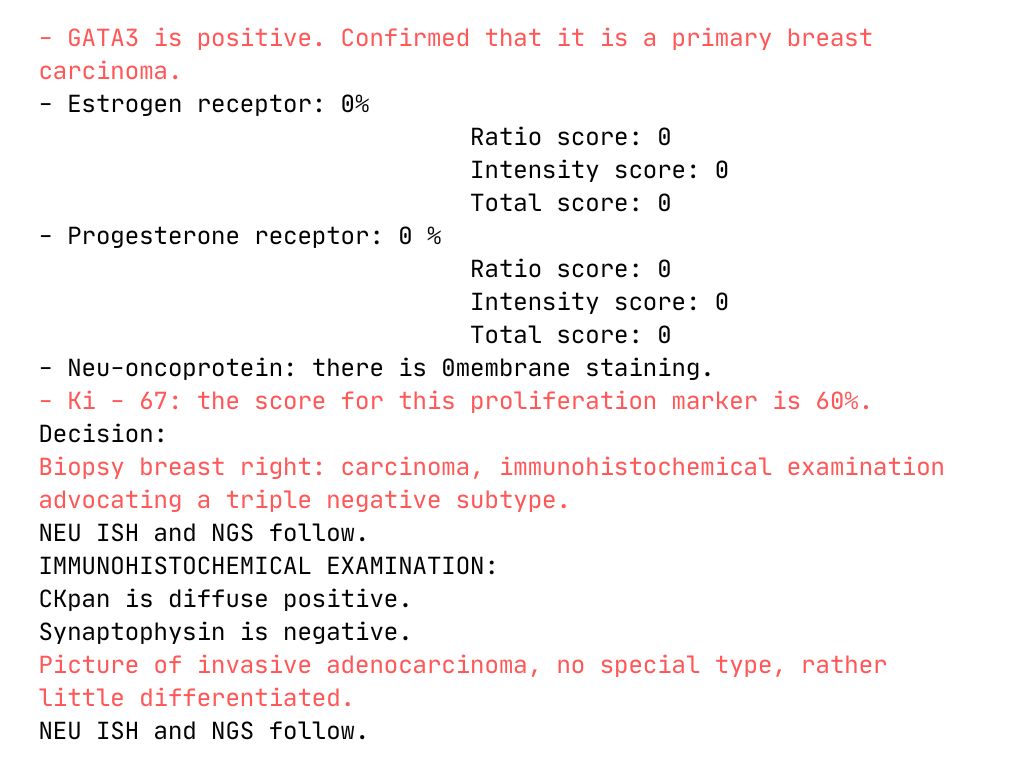 - GATA3 is positive. Confirmed that it is a primary breast
carcinoma.
- Estrogen receptor: 0%
Ratio score: 0
Intensity score: 0
Total score: 0
- Progesterone receptor: 0 %
Ratio score: 0
Intensity score: 0
Total score: 0
- Neu-oncoprotein: there is 0membrane staining.
- Ki - 67: the score for this proliferation marker is 60%.
Decision:
Biopsy breast right: carcinoma, immunohistochemical examination
advocating a triple negative subtype.
NEU ISH and NGS follow.
IMMUNOHISTOCHEMICAL EXAMINATION:
CKpan is diffuse positive.
Synaptophysin is negative.
Picture of invasive adenocarcinoma, no special type, rather
little differentiated.
NEU ISH and NGS follow.